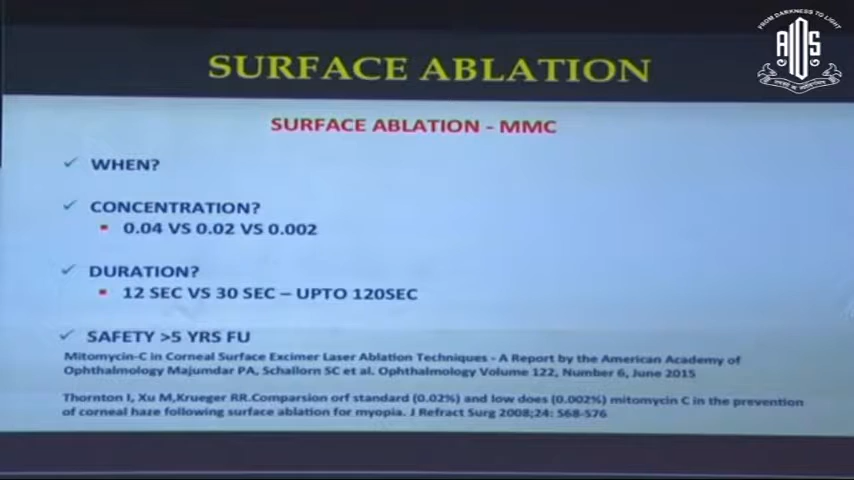 FROM DARKNESS TO LIGHT
AIOS
SURFACE ABLATION
SURFACE ABLATION - MMC
WHEN?
CONCENTRATION?
0.04 VS 0.02 VS 0.002
DURATION?
12 SEC VS 30 SEC – UPTO 120SEC
SAFETY >5 YRS FU
Mitomycin-C in Corneal Surface Excimer Laser Ablation Techniques - A Report by the American Academy of
Ophthalmology Majumdar PA, Schallorn SC et al. Ophthalmology Volume 122, Number 6, June 2015
Thornton I, Xu M,Krueger RR.Comparsion orf standard (0.02%) and low does (0.002%) mitomycin C in the prevention
of corneal haze following surface ablation for myopia. J Refract Surg 2008;24: 568-576